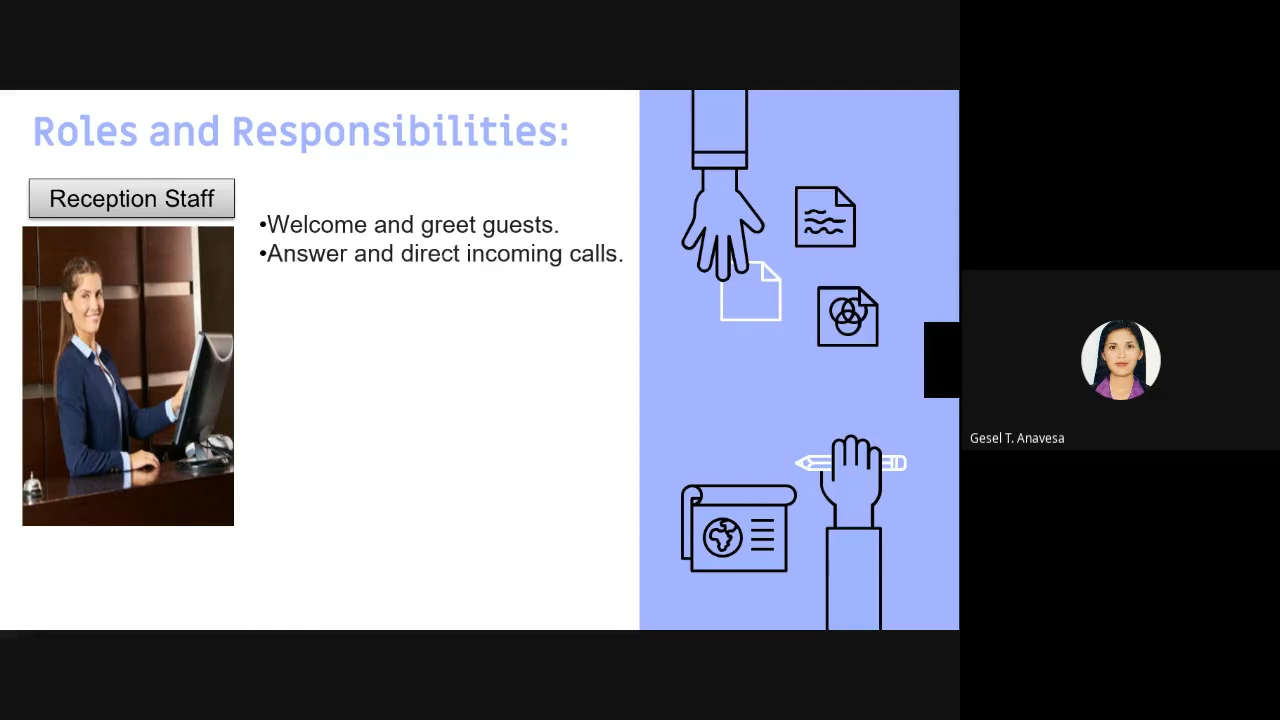 Roles and Responsibilities:
Reception Staff
•Welcome and greet guests.
•Answer and direct incoming calls.
Gesel T. Anavesa